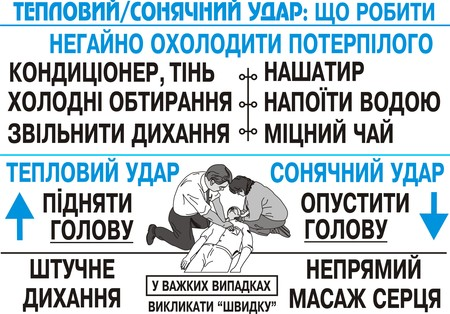 ТЕПЛОВИЙ/СОНЯЧНИЙ УДАР: ЩО РОБИТИ
НЕГАЙНО ОХОЛОДИТИ ПОТЕРПІЛОГО
КОНДИЦІОНЕР, ТІНЬ
ХОЛОДНІ ОБТИРАННЯ
ЗВІЛЬНИТИ ДИХАННЯ
НАШАТИР
НАПОЇТИ ВОДОЮ
МІЦНИЙ ЧАЙ
ТЕПЛОВИЙ УДАР
ПІДНЯТИ
ГОЛОВУ
СОНЯЧНИЙ УДАР
ОПУСТИТИ
ГОЛОВУ
ШТУЧНЕ
ДИХАННЯ
У ВАЖКИХ ВИПАДКАХ
ВИКЛИКАТИ “ШВИДКУ”
НЕПРЯМИЙ
МАСАЖ СЕРЦЯ